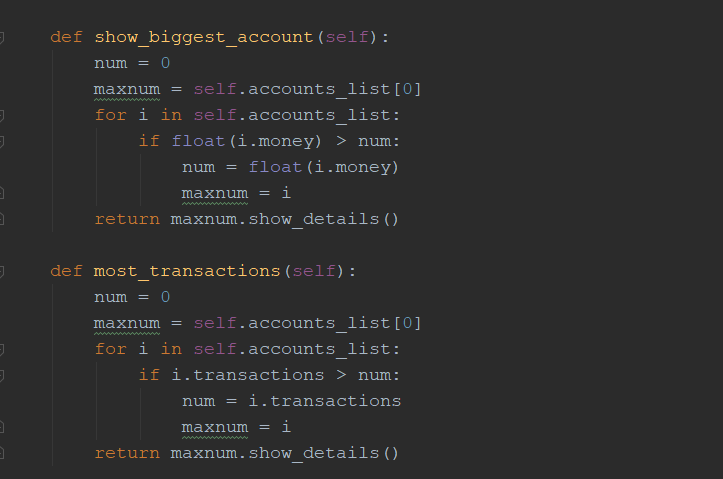 def show_biggest_account(self):
    num = 0
    maxnum = self.accounts_list[0]
    for i in self.accounts_list:
        if float(i.money) > num:
            num = float(i.money)
            maxnum = i
    return maxnum.show_details()
def most_transactions(self):
    num = 0
    maxnum = self.accounts_list[0]
    for i in self.accounts_list:
        if i.transactions > num:
            num = i.transactions
            maxnum = i
    return maxnum.show_details()